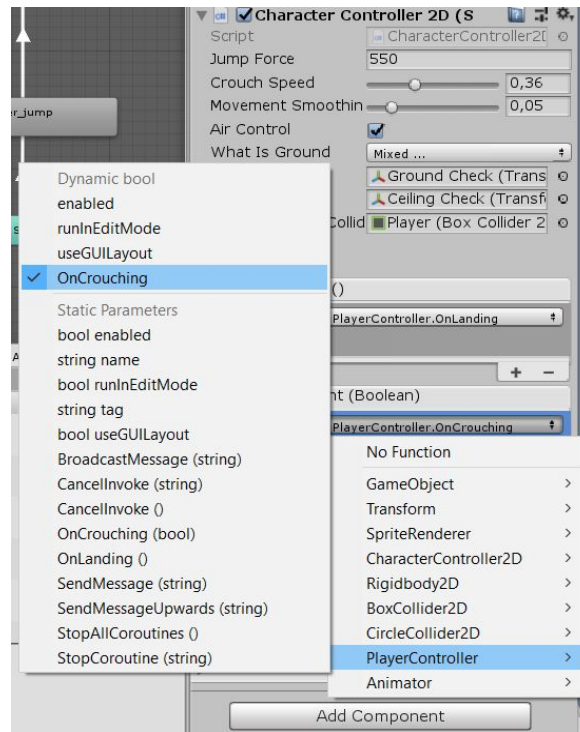 Character Controller 2D (S
Script
CharacterController2D
Jump Force
550
Crouch Speed
0,36
Movement Smoothin
0,05
Air Control
What Is Ground
Mixed ...
Ground Check (Trans
Ceiling Check (Transf
Collid
Player (Box Collider 2
er_jump
Dynamic bool
enabled
runInEditMode
useGUILayout
OnCrouching
Static Parameters
bool enabled
string name
bool runInEditMode
string tag
bool useGUILayout
BroadcastMessage (string)
CancelInvoke (string)
CancelInvoke ()
OnCrouching (bool)
OnLanding ()
SendMessage (string)
SendMessageUpwards (string)
StopAllCoroutines ()
StopCoroutine (string)
()
PlayerController.OnLanding
+ −
nt (Boolean)
PlayerController.OnCrouching
No Function
GameObject
Transform
SpriteRenderer
CharacterController2D
Rigidbody2D
BoxCollider2D
CircleCollider2D
PlayerController
Animator
Add Component